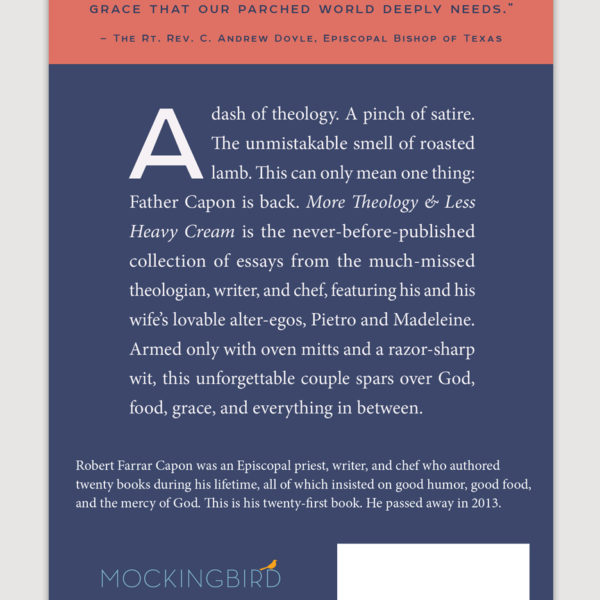 GRACE THAT OUR PARCHED WORLD DEEPLY NEEDS.”
– The Rt. Rev. C. Andrew Doyle, Episcopal Bishop of Texas
A dash of theology. A pinch of satire.
The unmistakable smell of roasted
lamb. This can only mean one thing:
Father Capon is back. More Theology & Less
Heavy Cream is the never-before-published
collection of essays from the much-missed
theologian, writer, and chef, featuring his and his
wife’s lovable alter-egos, Pietro and Madeleine.
Armed only with oven mitts and a razor-sharp
wit, this unforgettable couple spars over God,
food, grace, and everything in between.
Robert Farrar Capon was an Episcopal priest, writer, and chef who authored
twenty books during his lifetime, all of which insisted on good humor, good food,
and the mercy of God. This is his twenty-first book. He passed away in 2013.
MOCKINGBIRD